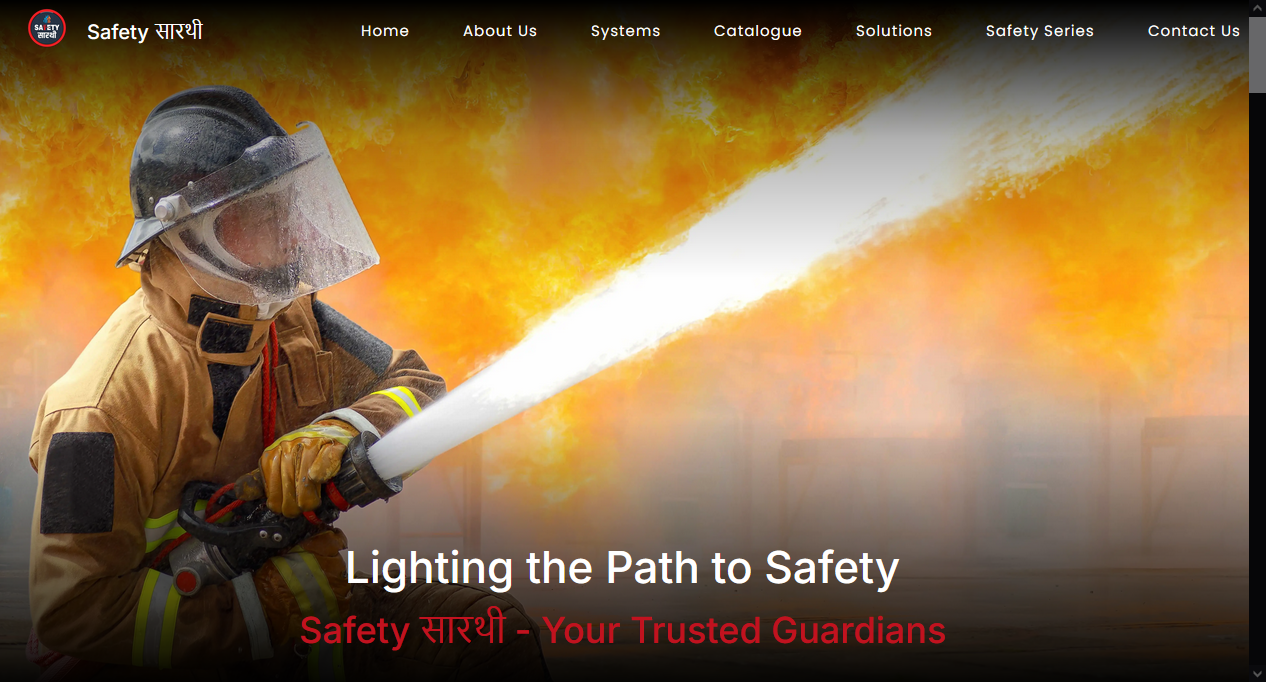 SAFETY
सारथी
Safety सारथी
Home
About Us
Systems
Catalogue
Solutions
Safety Series
Contact Us
Lighting the Path to Safety
Safety सारथी - Your Trusted Guardians